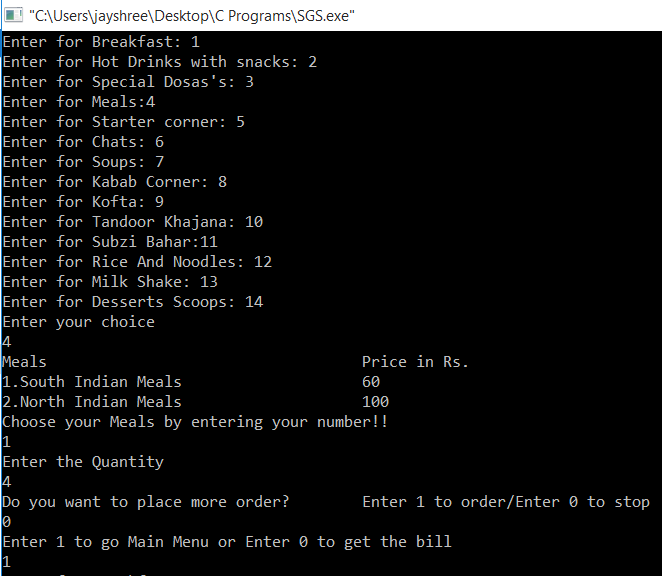 "C:\Users\jayshree\Desktop\C Programs\SGS.exe"
Enter for Breakfast: 1
Enter for Hot Drinks with snacks: 2
Enter for Special Dosas's: 3
Enter for Meals:4
Enter for Starter corner: 5
Enter for Chats: 6
Enter for Soups: 7
Enter for Kabab Corner: 8
Enter for Kofta: 9
Enter for Tandoor Khajana: 10
Enter for Subzi Bahar:11
Enter for Rice And Noodles: 12
Enter for Milk Shake: 13
Enter for Desserts Scoops: 14
Enter your choice
4
Meals Price in Rs.
1.South Indian Meals 60
2.North Indian Meals 100
Choose your Meals by entering your number!!
1
Enter the Quantity
4
Do you want to place more order? Enter 1 to order/Enter 0 to stop
0
Enter 1 to go Main Menu or Enter 0 to get the bill
1